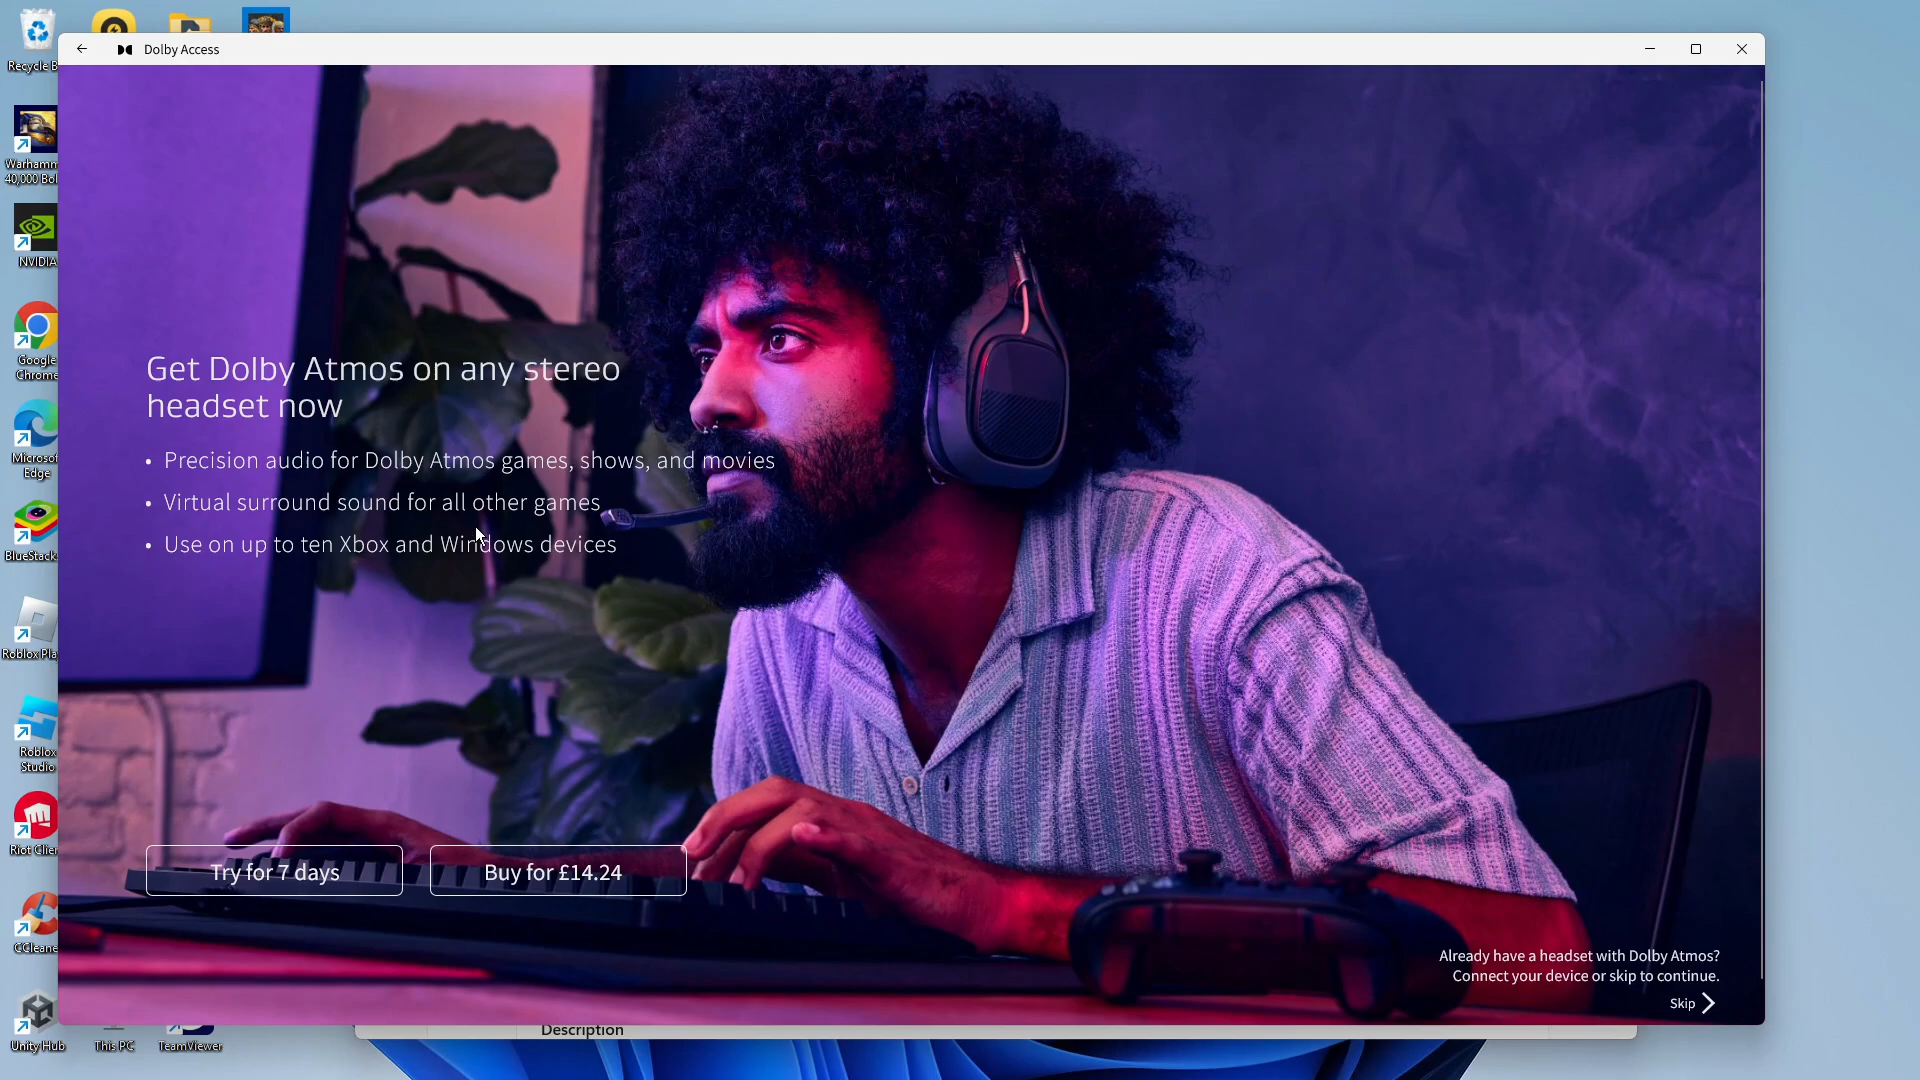 Dolby Access
Recycle B
Warhamm
40,000 Bol
NVIDIA
Google
Chrome
Microsof
Edge
BlueStack
Roblox Pla
Roblox
Studio
Riot Clien
CCleane
Unity Hub
This PC
TeamViewer
Get Dolby Atmos on any stereo
headset now
• Precision audio for Dolby Atmos games, shows, and movies
• Virtual surround sound for all other games
• Use on up to ten Xbox and Windows devices
Try for 7 days
Buy for £14.24
Already have a headset with Dolby Atmos?
Connect your device or skip to continue.
Skip
Description